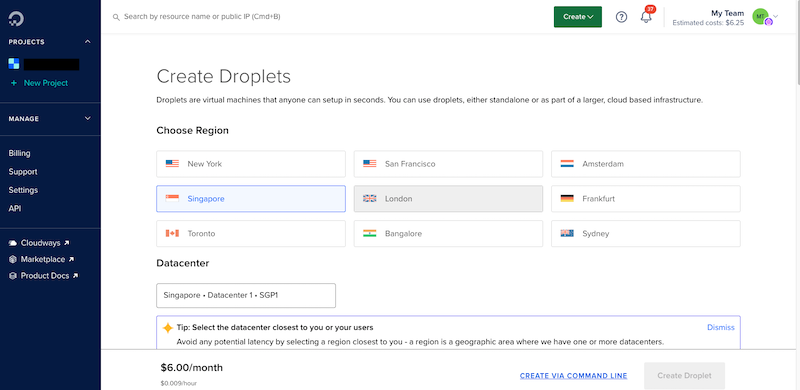 Search by resource name or public IP (Cmd+B)
Create
37
My Team
Estimated costs: $6.25
MT
PROJECTS
+ New Project
MANAGE
Billing
Support
Settings
API
Cloudways ↗
Marketplace ↗
Product Docs ↗
Create Droplets
Droplets are virtual machines that anyone can setup in seconds. You can use droplets, either standalone or as part of a larger, cloud based infrastructure.
Choose Region
New York
San Francisco
Amsterdam
Singapore
London
Frankfurt
Toronto
Bangalore
Sydney
Datacenter
Singapore • Datacenter 1 • SGP1
Tip: Select the datacenter closest to you or your users
Dismiss
Avoid any potential latency by selecting a region closest to you - a region is a geographic area where we have one or more datacenters.
$6.00/month
$0.009/hour
CREATE VIA COMMAND LINE
Create Droplet